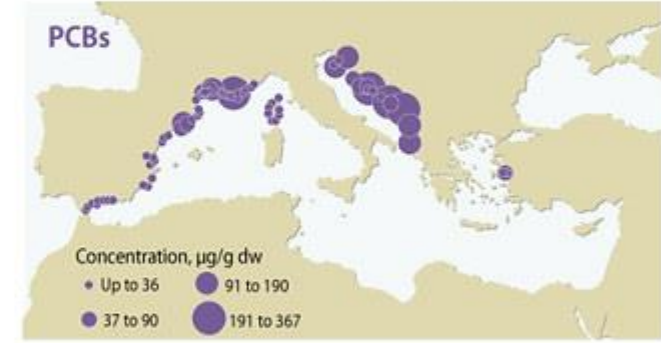 PCBs
Concentration, µg/g dw
Up to 36
91 to 190
37 to 90
191 to 367